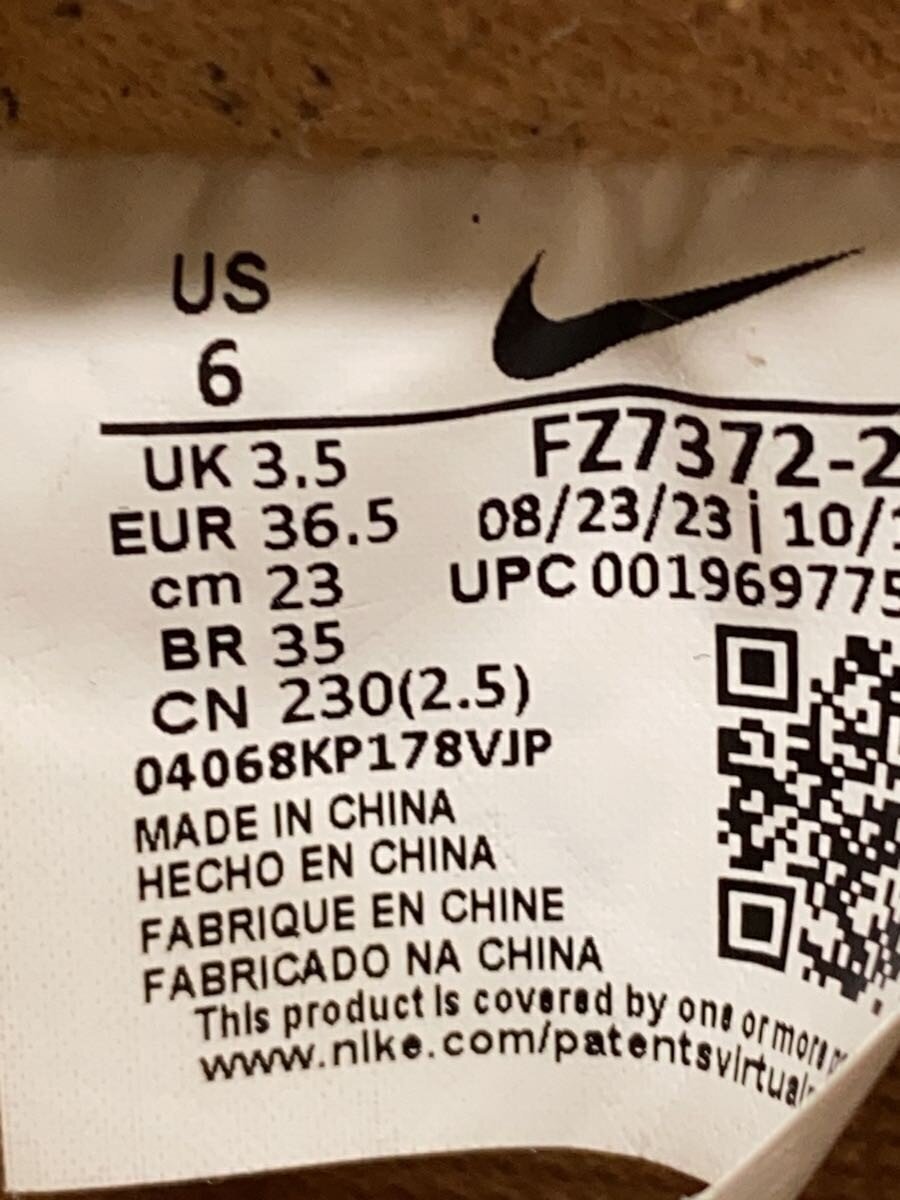 US
6
UK 3.5
EUR 36.5
cm 23
BR 35
CN 230(2.5)
04068KP178VJP
FZ7372-2
08/23/23 | 10/1
UPC 001969775
MADE IN CHINA
HECHO EN CHINA
FABRIQUE EN CHINE
FABRICADO NA CHINA
This product is covered by one or more
www.nike.com/patentsvirtual